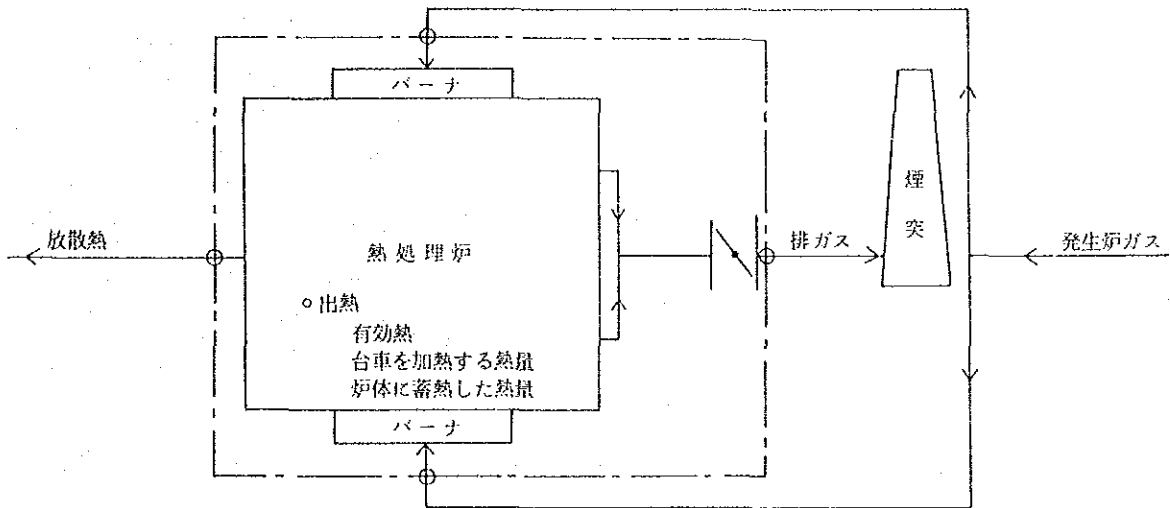 バーナ
放散熱
熱処理炉
排ガス
煙突
発生炉ガス
出熱
有効熱
台車を加熱する熱量
炉体に蓄熱した熱量
バーナ